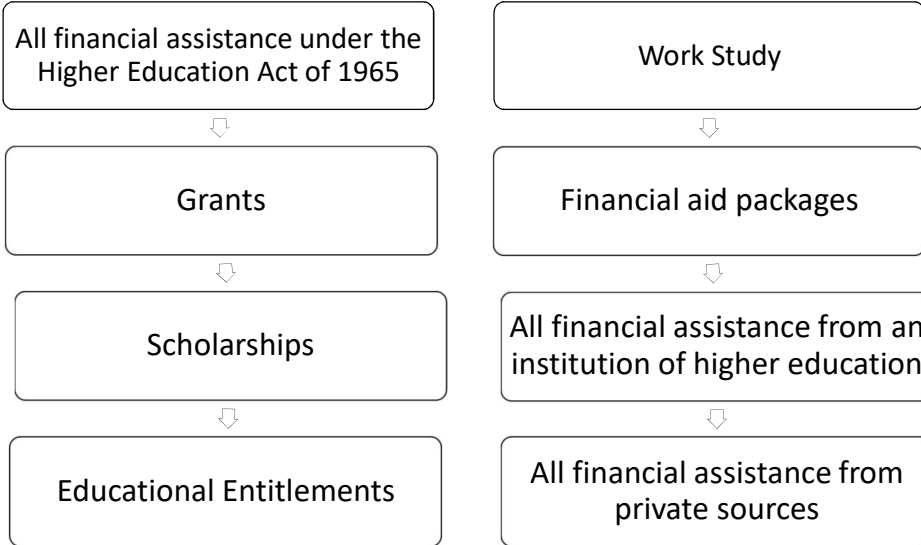 All financial assistance under the
Higher Education Act of 1965
Grants
Scholarships
Educational Entitlements
Work Study
Financial aid packages
All financial assistance from an
institution of higher education
All financial assistance from
private sources